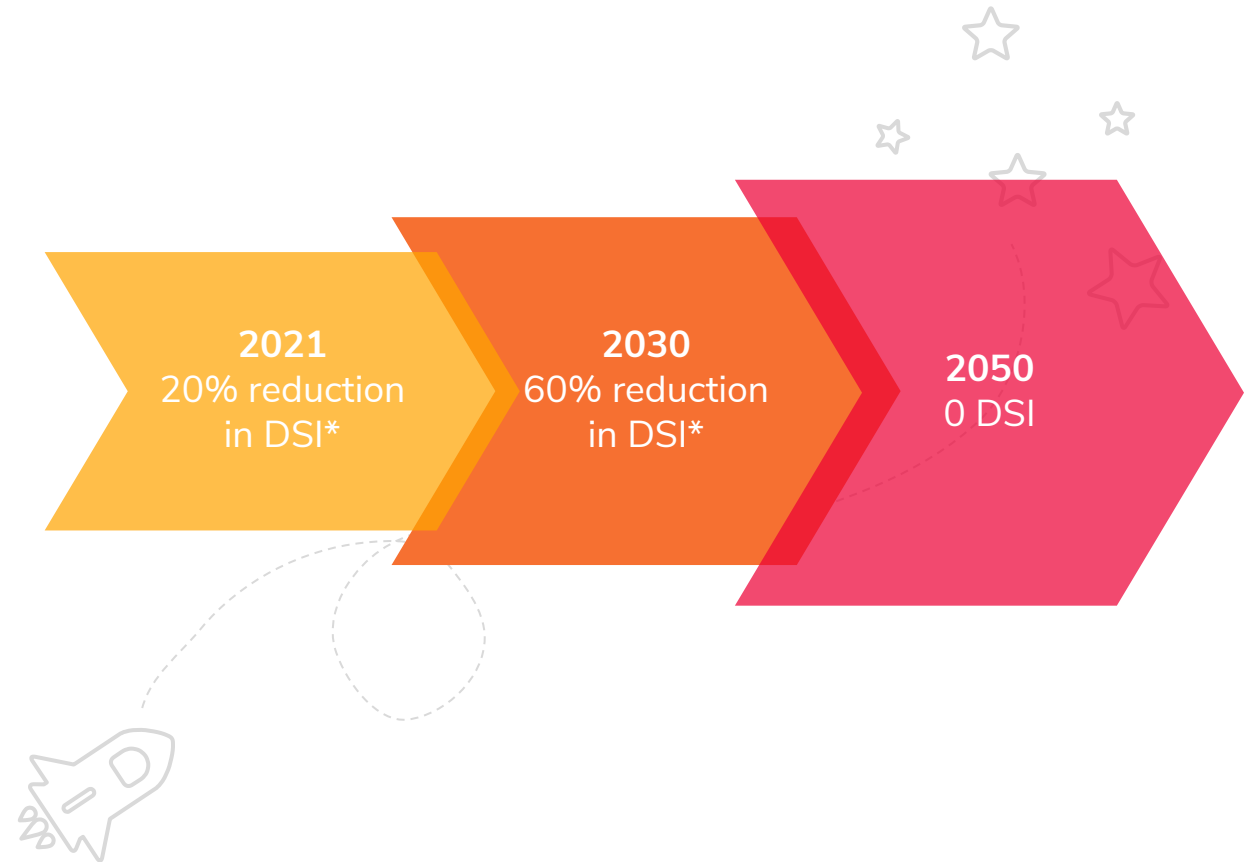 2021
20% reduction
in DSI*
2030
60% reduction
in DSI*
2050
0 DSI